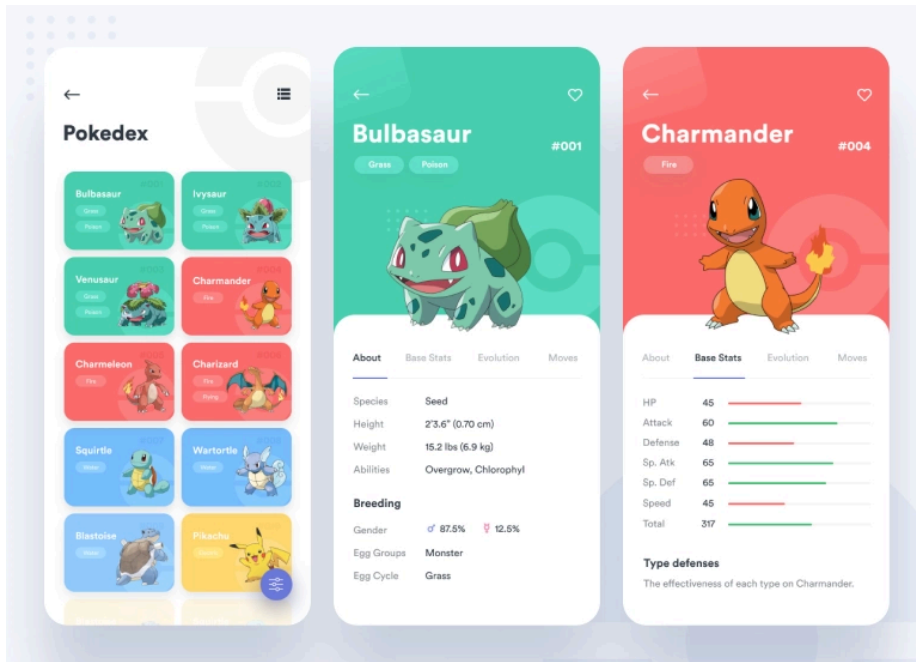 Pokedex
Bulbasaur
Grass
Poison
Ivysaur
Grass
Poison
Venusaur
Grass
Poison
Charmander
Fire
Charmeleon
Fire
Charizard
Fire
Flying
Squirtle
Water
Wartortle
Water
Blastoise
Water
Pikachu
Bulbasaur
#001
Grass Poison
About Base Stats Evolution Moves
Species Seed
Height 2'3.6" (0.70 cm)
Weight 15.2 lbs (6.9 kg)
Abilities Overgrow, Chlorophyl
Breeding
Gender ♂ 87.5% ♀ 12.5%
Egg Groups Monster
Egg Cycle Grass
Charmander
#004
Fire
About Base Stats Evolution Moves
HP 45
Attack 60
Defense 48
Sp. Atk 65
Sp. Def 65
Speed 45
Total 317
Type defenses
The effectiveness of each type on Charmander.